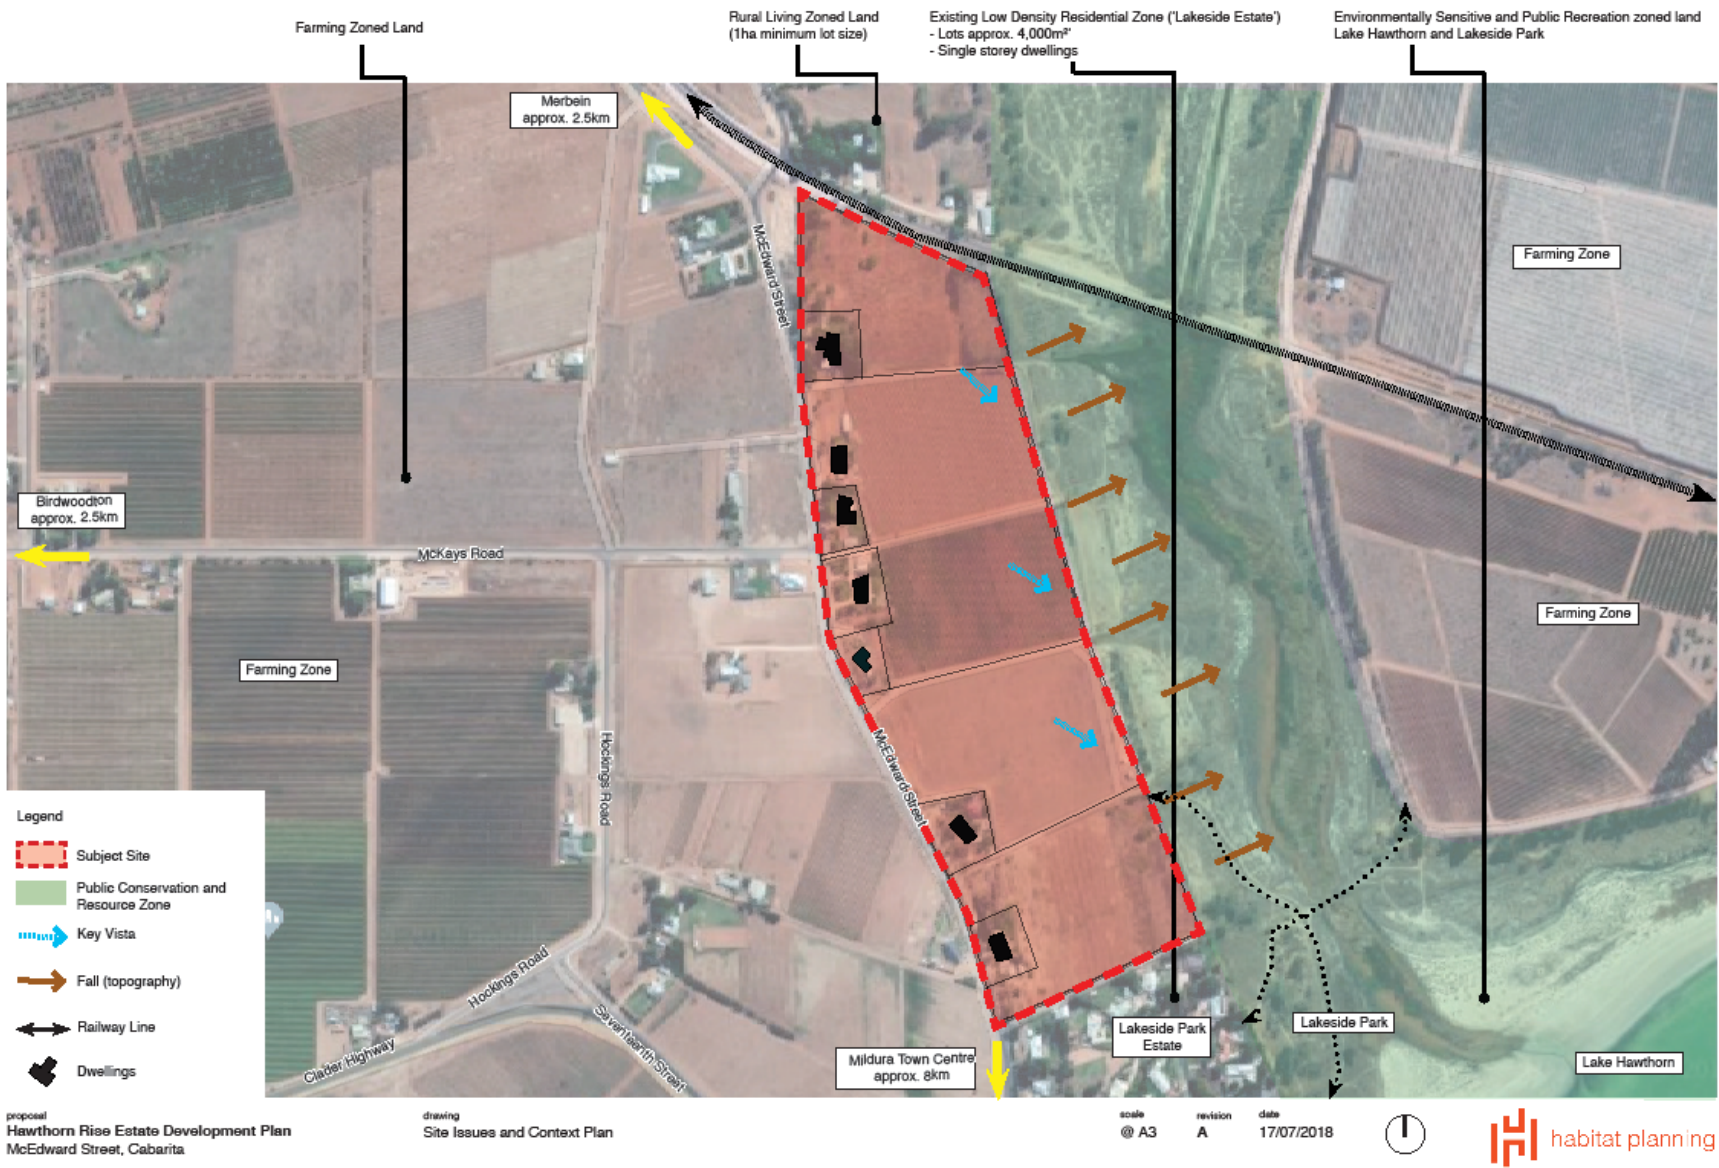 Farming Zoned Land
Rural Living Zoned Land
(1ha minimum lot size)
Existing Low Density Residential Zone ('Lakeside Estate')
- Lots approx. 4,000m²'
- Single storey dwellings
Environmentally Sensitive and Public Recreation zoned land
Lake Hawthorn and Lakeside Park
Merbein
approx. 2.5km
McEdward Street
Farming Zone
Birdwoodton
approx. 2.5km
McKays Road
Farming Zone
Farming Zone
Hockings Road
McEdward Street
Hockings Road
Seventeenth Street
Clader Highway
Mildura Town Centre
approx. 8km
Lakeside Park
Estate
Lakeside Park
Lake Hawthorn
Legend
Subject Site
Public Conservation and
Resource Zone
Key Vista
Fall (topography)
Railway Line
Dwellings
proposal
Hawthorn Rise Estate Development Plan
McEdward Street, Cabarita
drawing
Site Issues and Context Plan
scale
@ A3
revision
A
date
17/07/2018
habitat planning